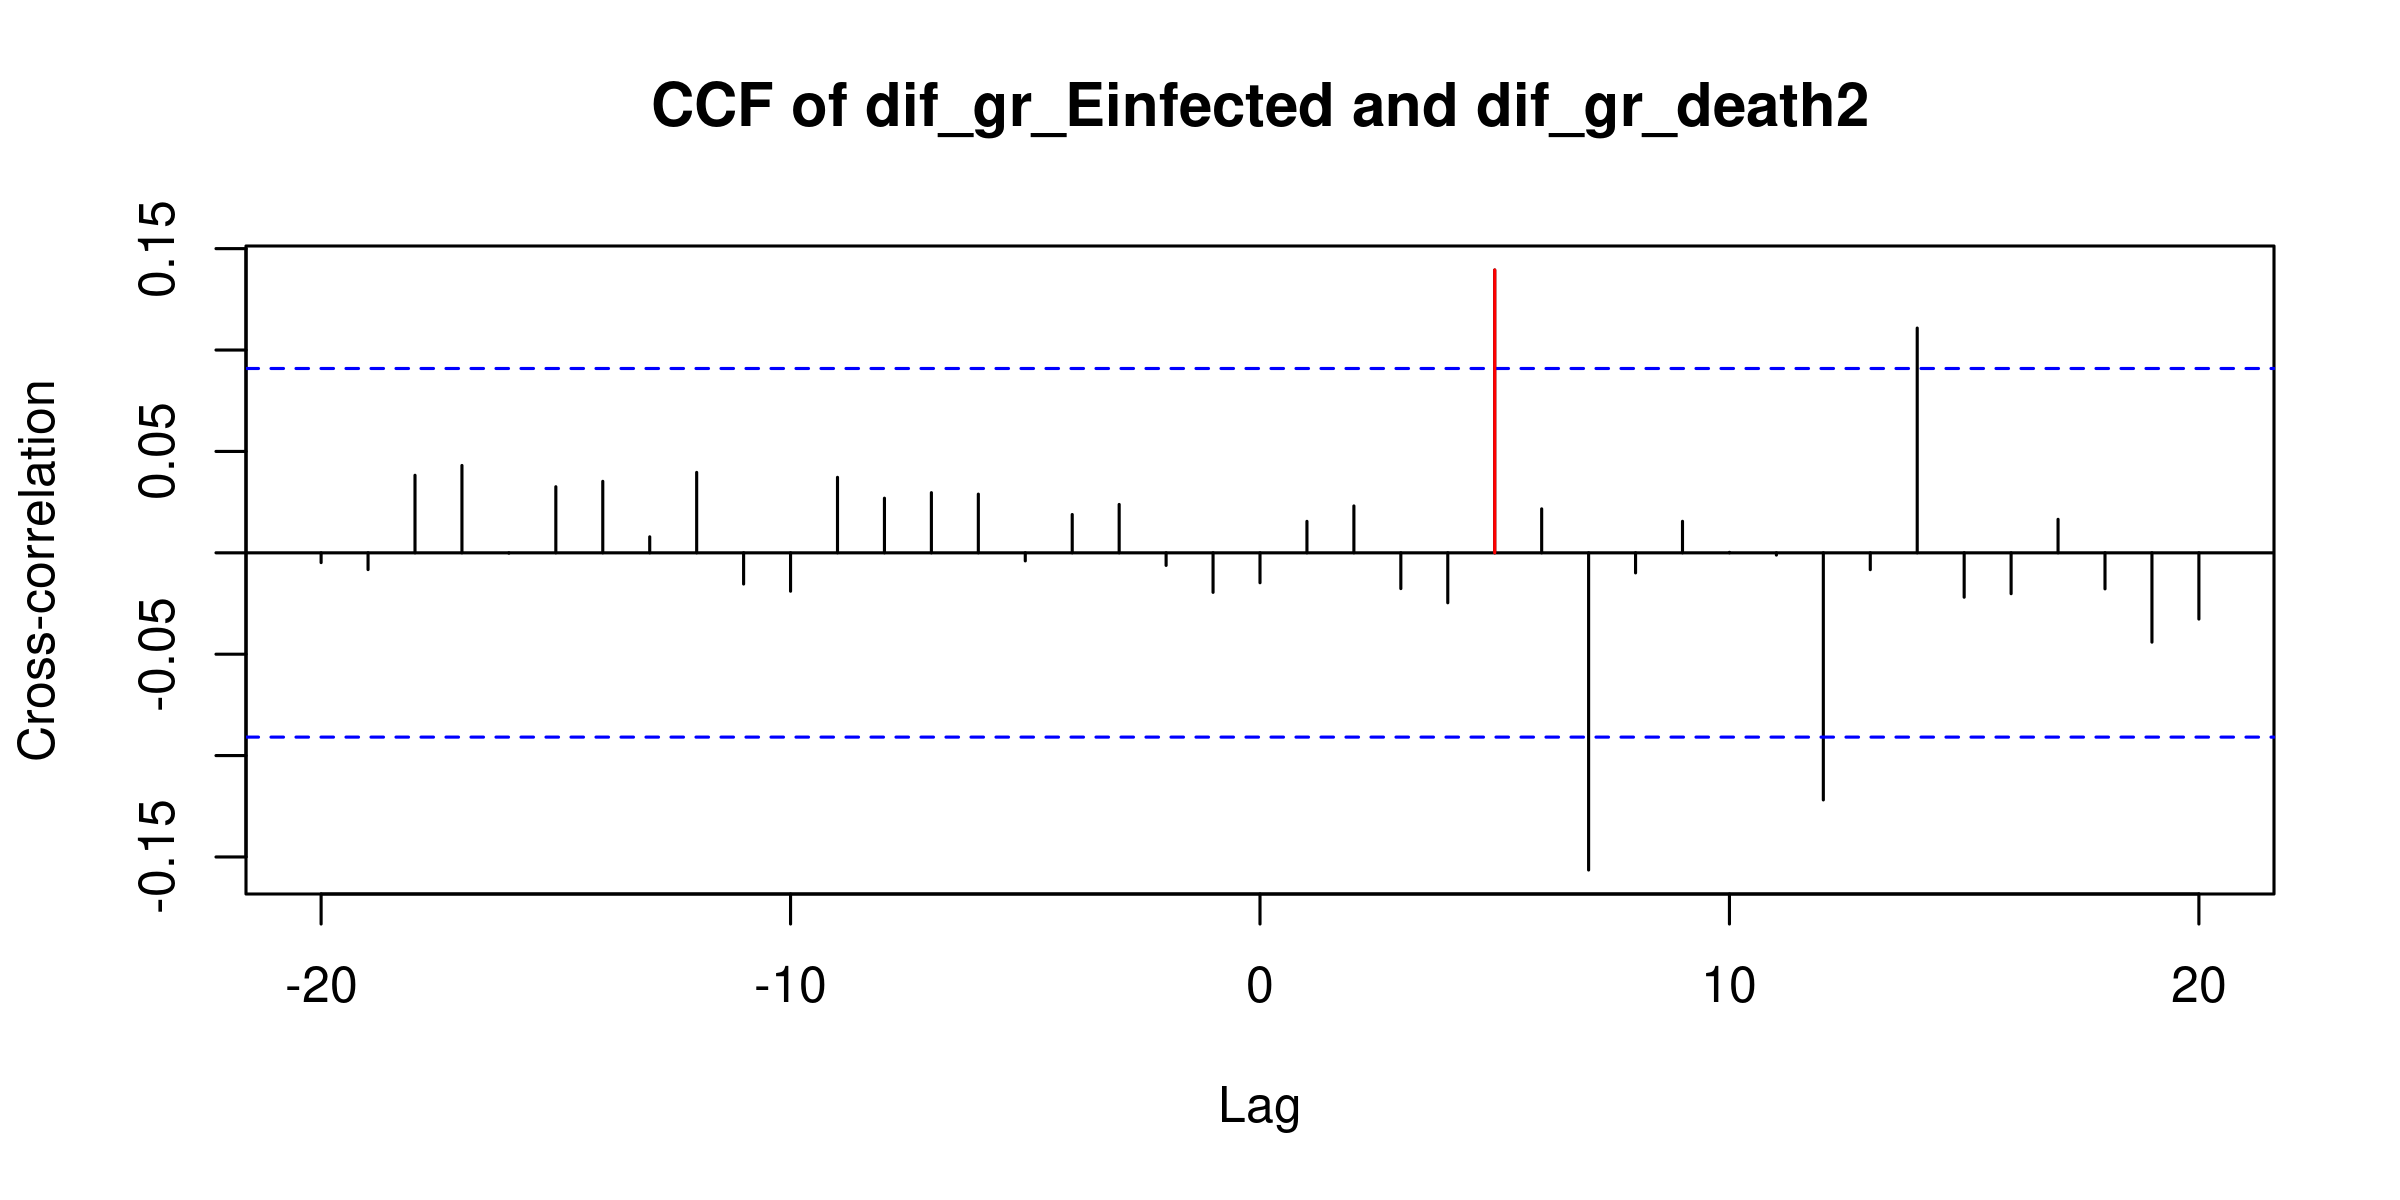 CCF of dif_gr_Einfected and dif_gr_death2
Cross-correlation
0.15
0.05
-0.05
-0.15
-20 -10 0 10 20
Lag